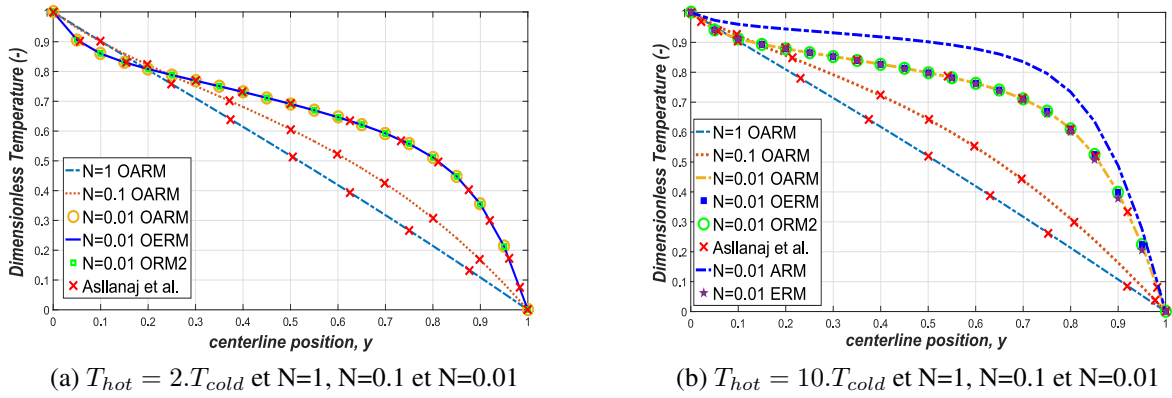 Dimensionless Temperature (-)
1
0.9
0.8
0.7
0.6
0.5
0.4
0.3
0.2
0.1
0
N=1 OARM
N=0.1 OARM
N=0.01 OARM
N=0.01 OERM
N=0.01 ORM2
Asllanaj et al.
0 0.1 0.2 0.3 0.4 0.5 0.6 0.7 0.8 0.9 1
centerline position, y
(a) T_hot = 2.T_cold et N=1, N=0.1 et N=0.01
Dimensionless Temperature (-)
1
0.9
0.8
0.7
0.6
0.5
0.4
0.3
0.2
0.1
0
N=1 OARM
N=0.1 OARM
N=0.01 OARM
N=0.01 OERM
N=0.01 ORM2
Asllanaj et al.
N=0.01 ARM
N=0.01 ERM
0 0.1 0.2 0.3 0.4 0.5 0.6 0.7 0.8 0.9 1
centerline position, y
(b) T_hot = 10.T_cold et N=1, N=0.1 et N=0.01